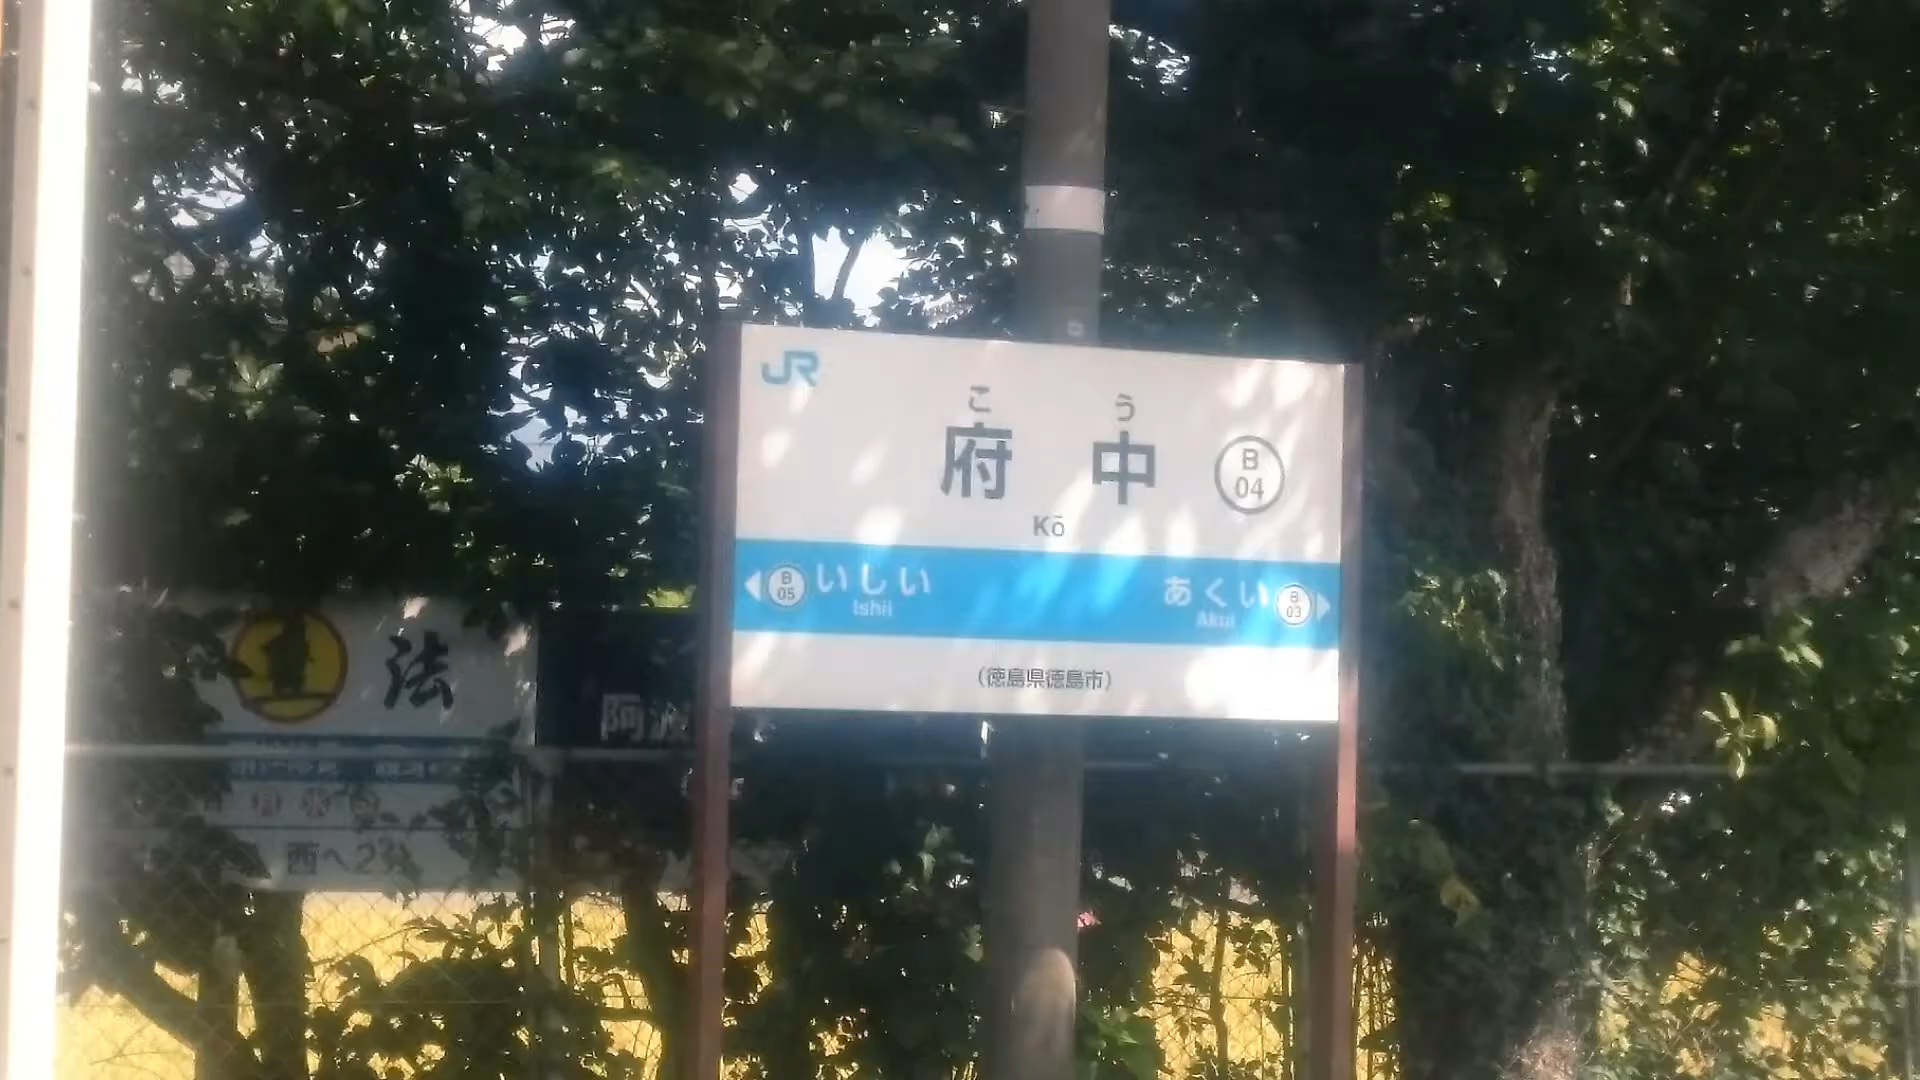 JR
こ う
府 中
B
04
Kō
B
05
いしい
Ishii
あくい
Akui
B
03
(徳島県徳島市)
法
阿波
西へ2分